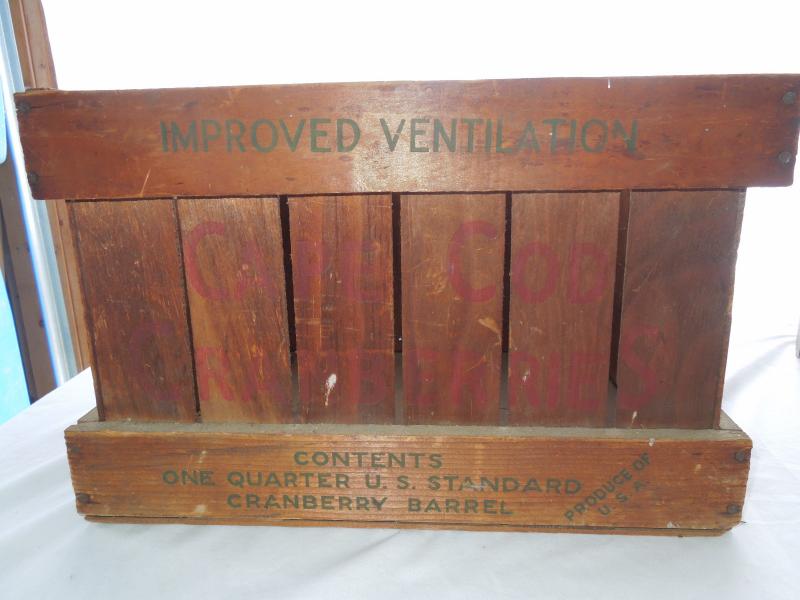 IMPROVED VENTILATION
CAPE COD
CRANBERRIES
CONTENTS
ONE QUARTER U.S. STANDARD
CRANBERRY BARREL
PRODUCE OF
U.S.A.